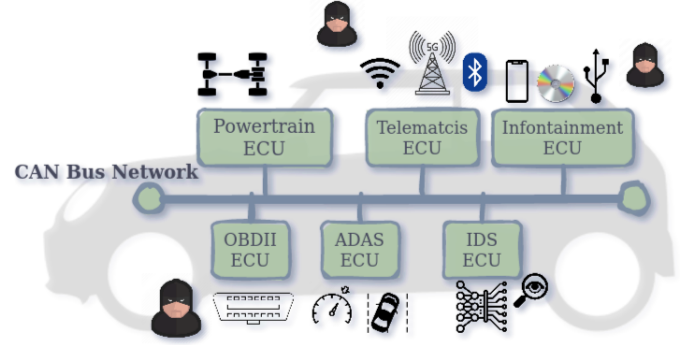 5G
Powertrain
ECU
Telematcis
ECU
Infontainment
ECU
CAN Bus Network
OBDII
ECU
ADAS
ECU
IDS
ECU